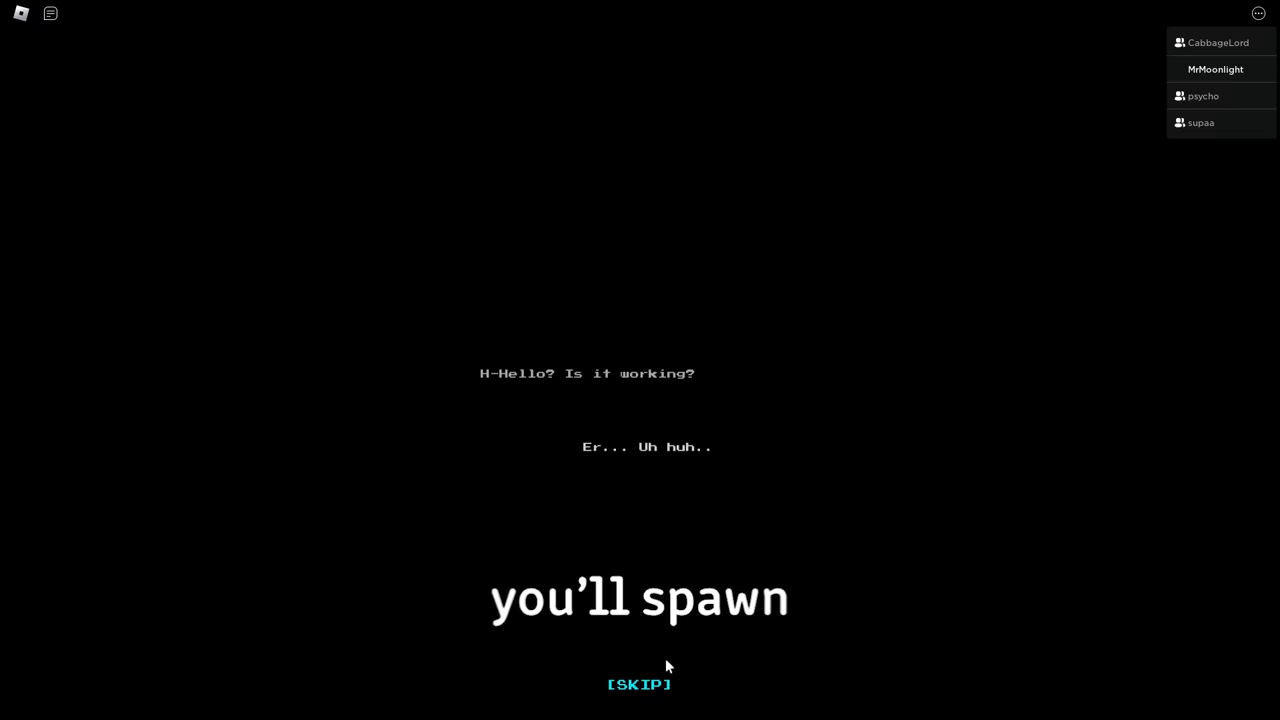 CabbageLord
MrMoonlight
psycho
supaa
H-Hello? Is it working?
Er... Uh huh..
you'll spawn
[SKIP]